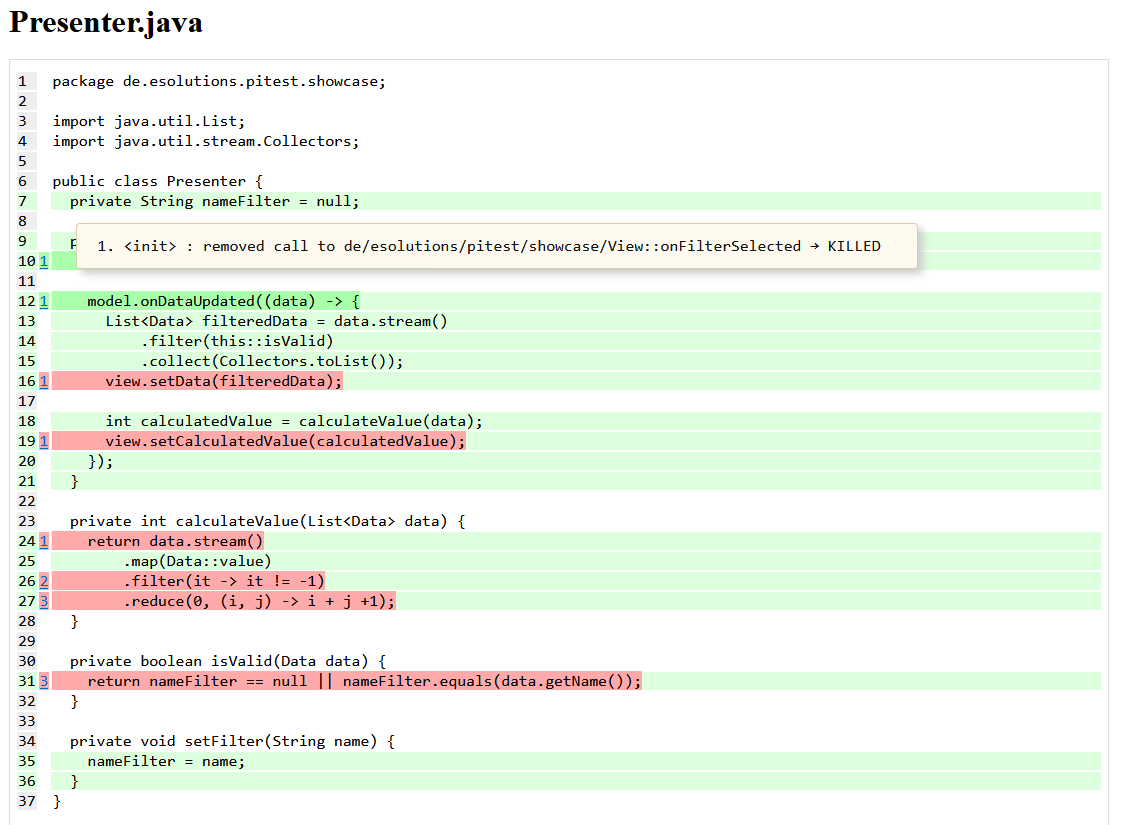 Presenter.java
1 package de.esolutions.pitest.showcase;
2
3 import java.util.List;
4 import java.util.stream.Collectors;
5
6 public class Presenter {
7 private String nameFilter = null;
8
9
1. <init> : removed call to de/esolutions/pitest/showcase/View::onFilterSelected → KILLED
10 1
11
12 1 model.onDataUpdated((data) -> {
13 List<Data> filteredData = data.stream()
14 .filter(this::isValid)
15 .collect(Collectors.toList());
16 1 view.setData(filteredData);
17
18 int calculatedValue = calculateValue(data);
19 1 view.setCalculatedValue(calculatedValue);
20 });
21 }
22
23 private int calculateValue(List<Data> data) {
24 1 return data.stream()
25 .map(Data::value)
26 2 .filter(it -> it != -1)
27 3 .reduce(0, (i, j) -> i + j +1);
28 }
29
30 private boolean isValid(Data data) {
31 3 return nameFilter == null || nameFilter.equals(data.getName());
32 }
33
34 private void setFilter(String name) {
35 nameFilter = name;
36 }
37 }